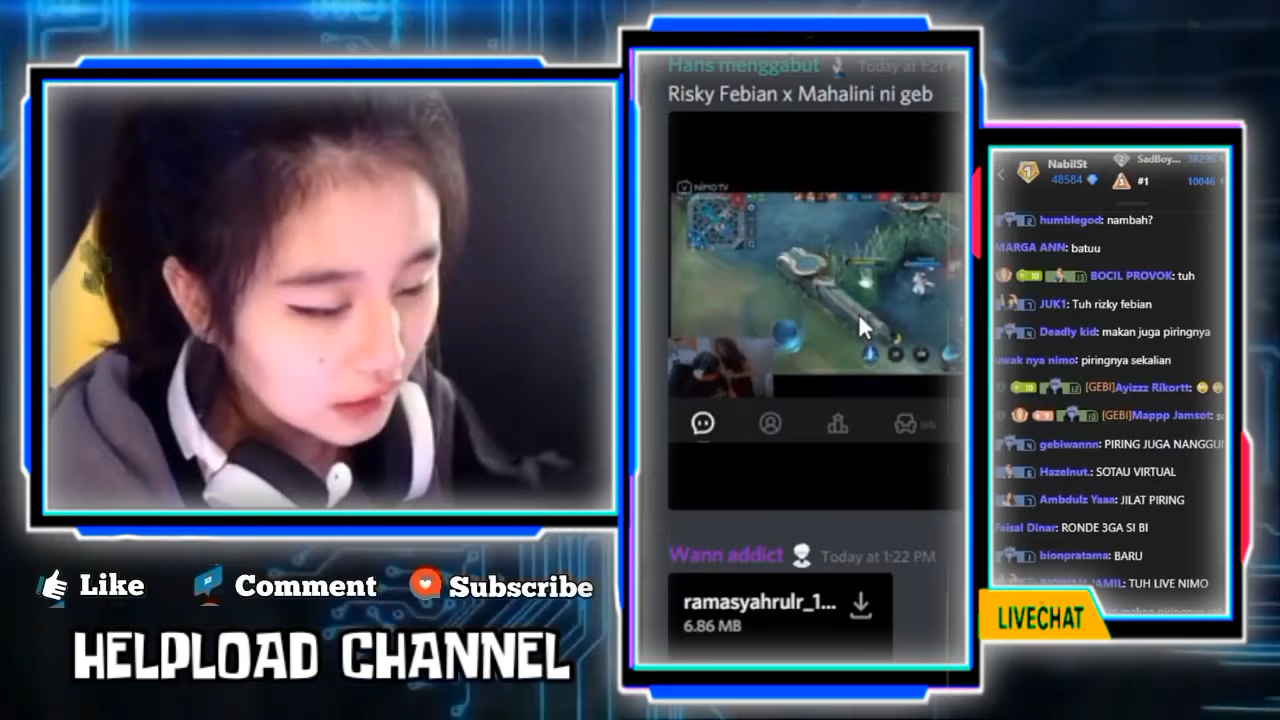 Hans menggabut Today at 1:21 P
Risky Febian x Mahalini ni geb
NIMO TV
Wann addict Today at 1:22 PM
ramasyahrulr_1...
6.86 MB
NabilSt
48584
SadBoy... 38296
#1 10046
humblegod: nambah?
MARGA ANN: batuu
BOCIL PROVOK: tuh
JUK1: Tuh rizky febian
Deadly kid: makan juga piringnya
uwak nya nimo: piringnya sekalian
[GEBI]Ayizzz Rikortt:
[GEBI]Mappp Jamsot:
gebiwannn: PIRING JUGA NANGGU
Hazelnut.: SOTAU VIRTUAL
Ambdulz Yaaa: JILAT PIRING
Faisal Dinar: RONDE 3GA SI BI
bionpratama: BARU
JAMIL: TUH LIVE NIMO
LIVECHAT
Like Comment Subscribe
HELPLOAD CHANNEL